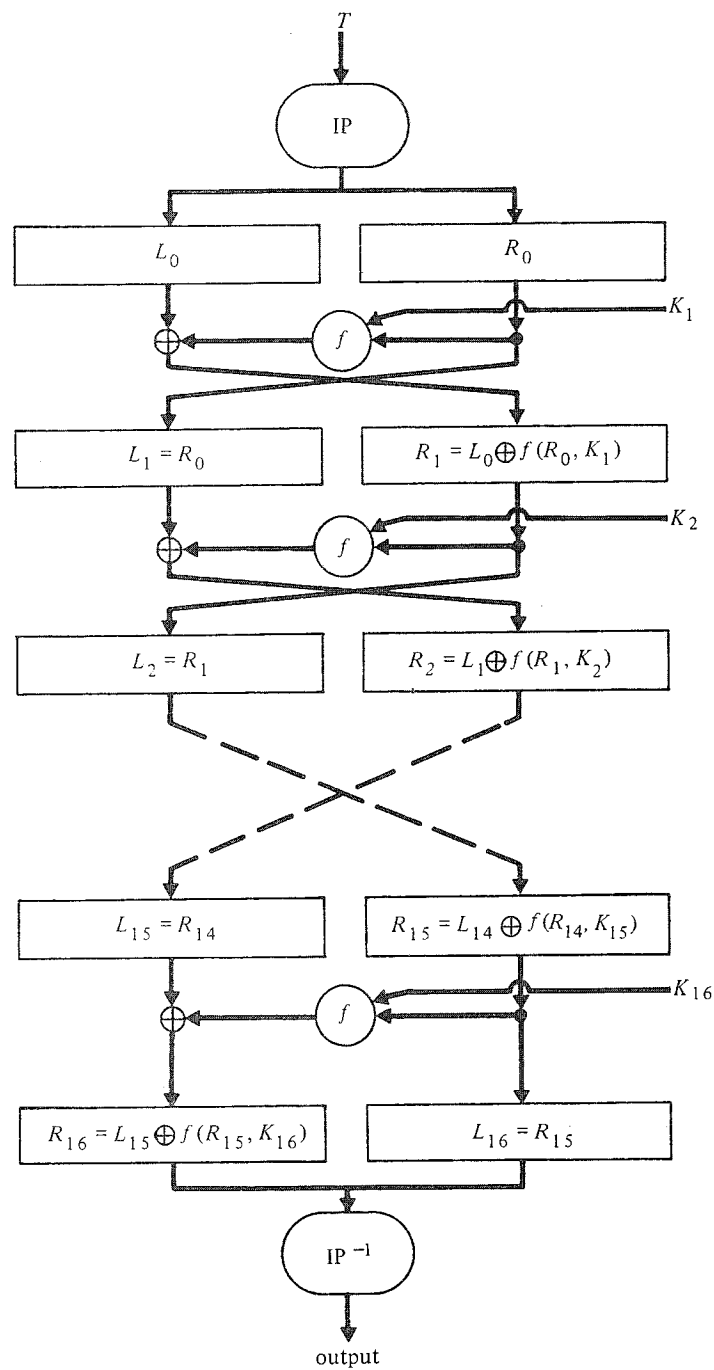 T
IP
L₀
R₀
K₁
f
L₁ = R₀
R₁ = L₀ ⊕ f(R₀, K₁)
K₂
f
L₂ = R₁
R₂ = L₁ ⊕ f(R₁, K₂)
L₁₅ = R₁₄
R₁₅ = L₁₄ ⊕ f(R₁₄, K₁₅)
K₁₆
f
R₁₆ = L₁₅ ⊕ f(R₁₅, K₁₆)
L₁₆ = R₁₅
IP⁻¹
output